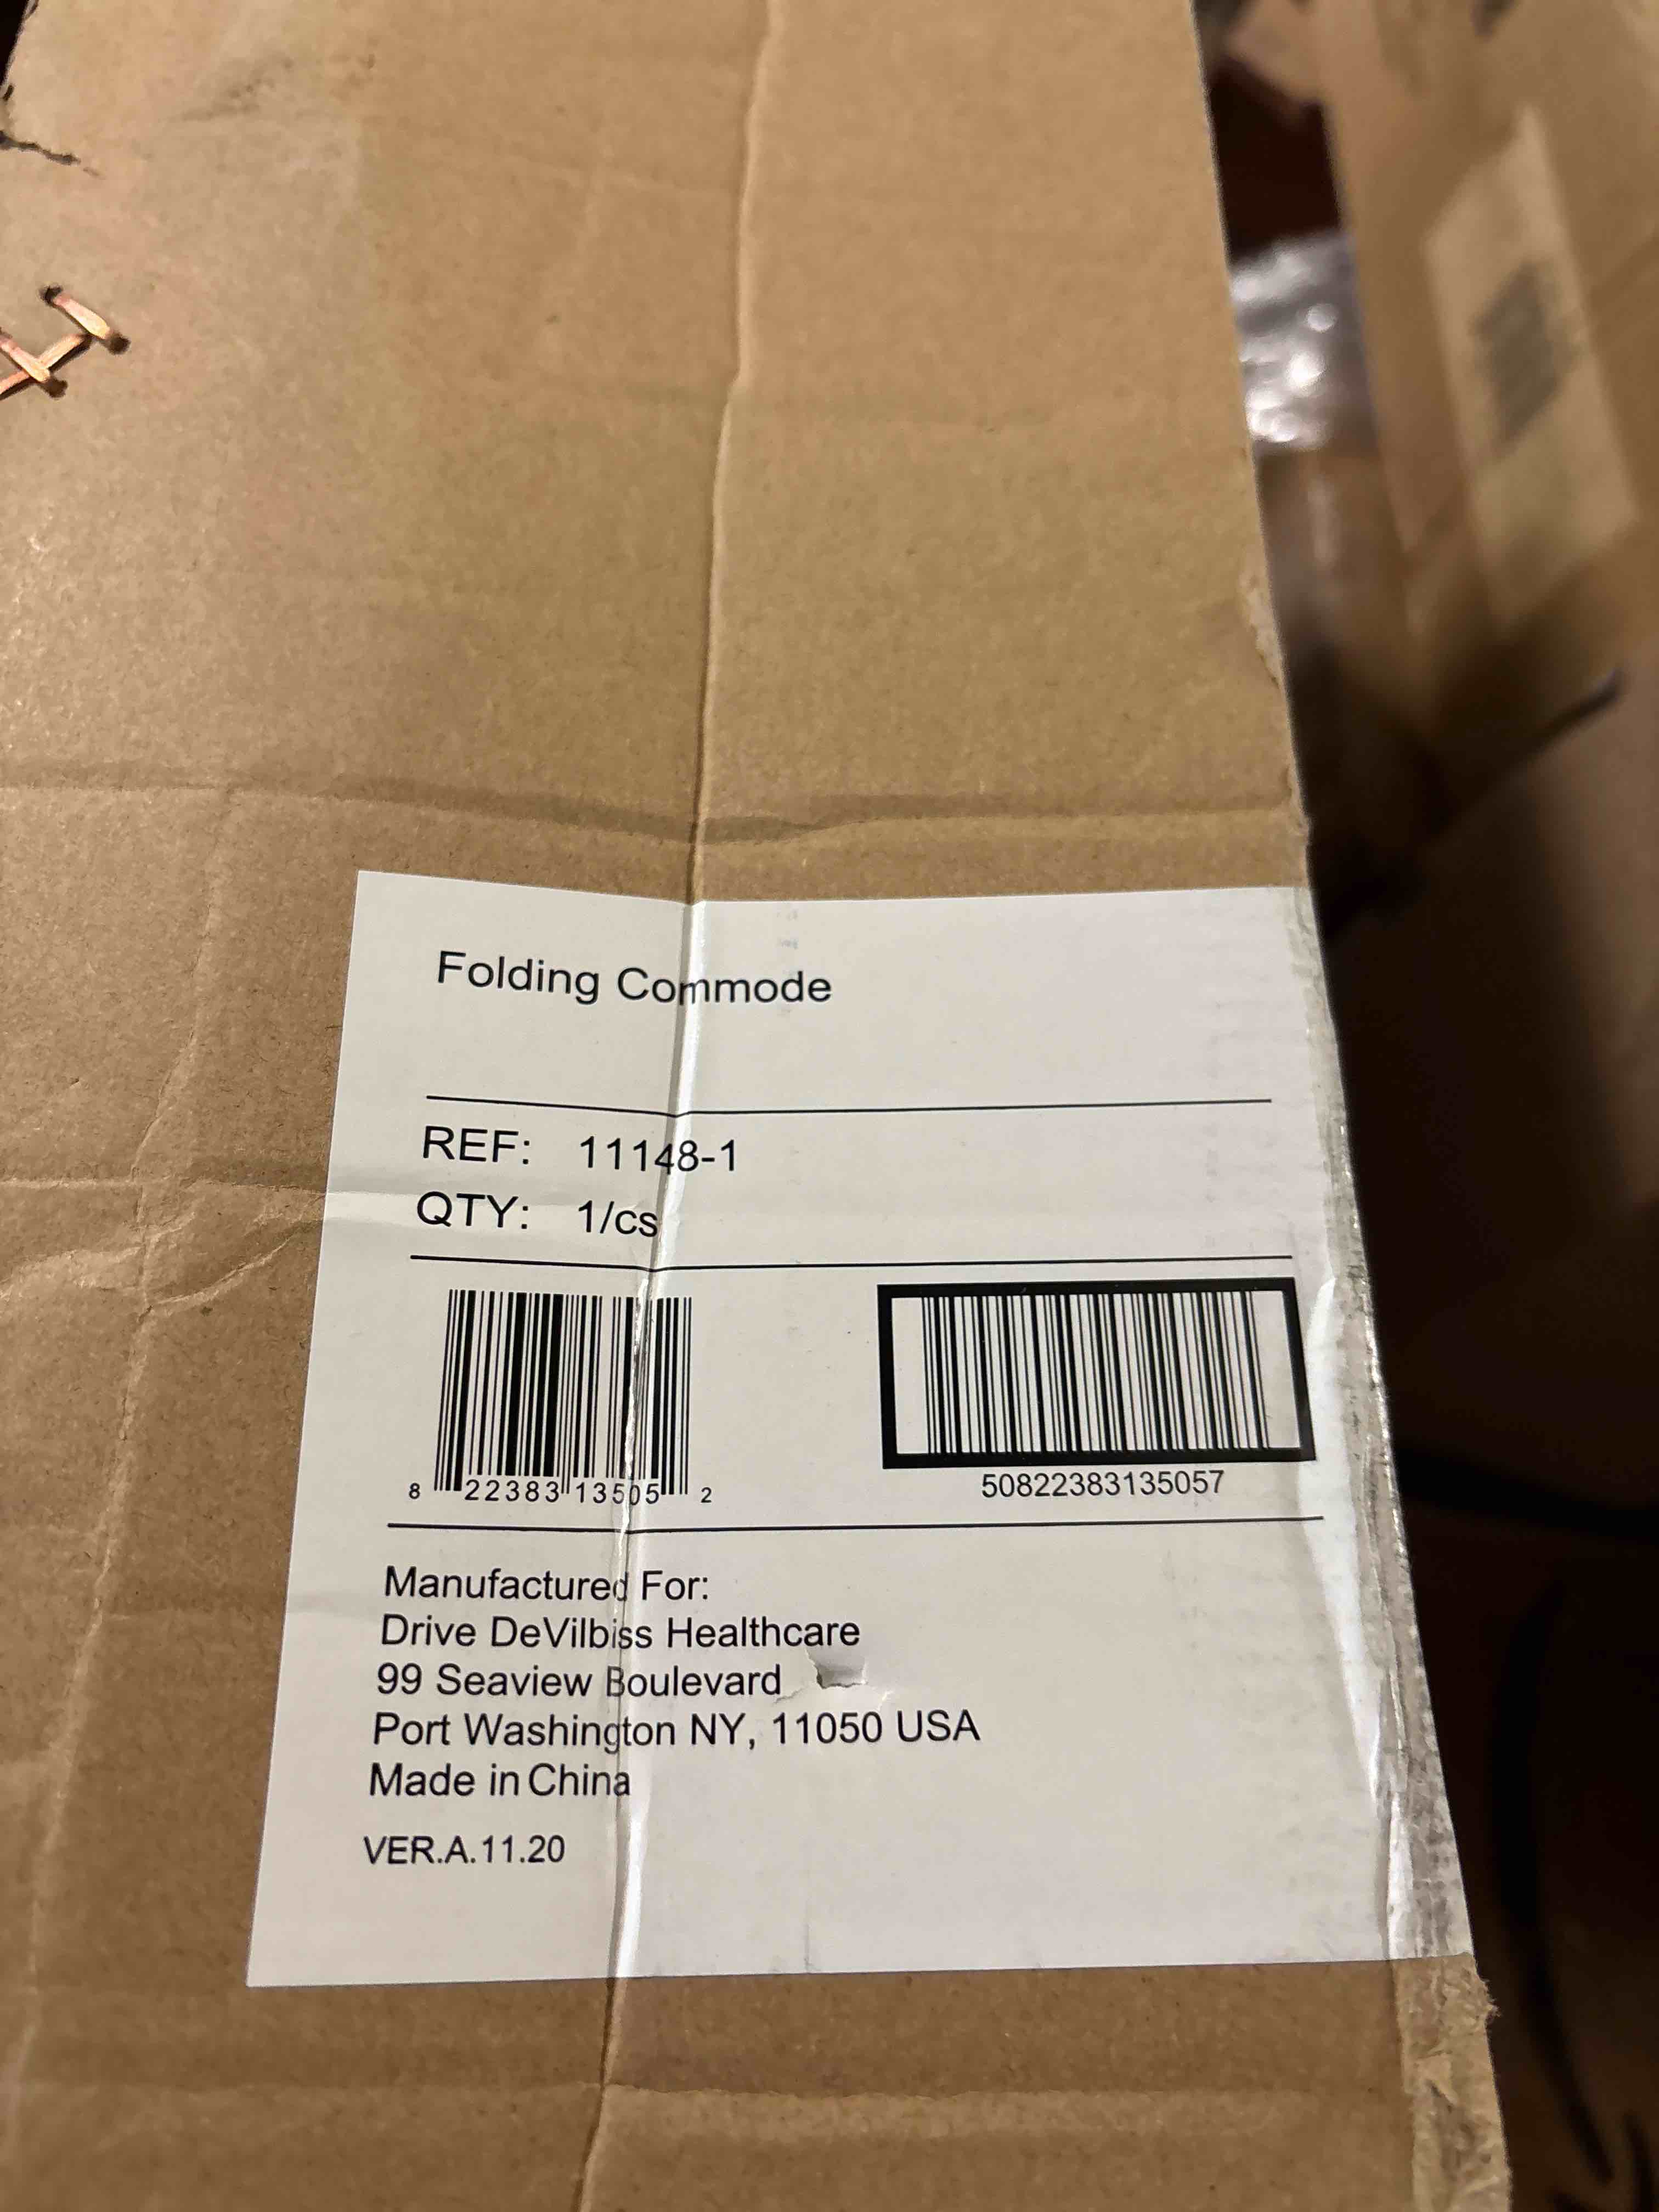 Folding Commode
REF: 11148-1
QTY: 1/cs
8 22383 13505 2
50822383135057
Manufactured For:
Drive DeVilbiss Healthcare
99 Seaview Boulevard
Port Washington NY, 11050 USA
Made in China
VER.A.11.20